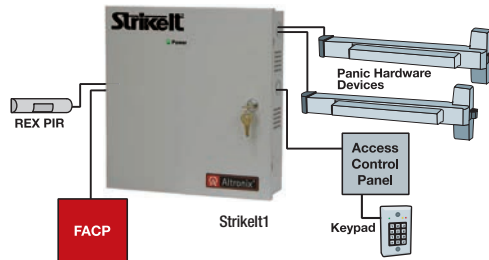 StrikeIt
Power
Panic Hardware
Devices
REX PIR
Access
Control
Panel
Altronix
StrikeIt1
FACP
Keypad